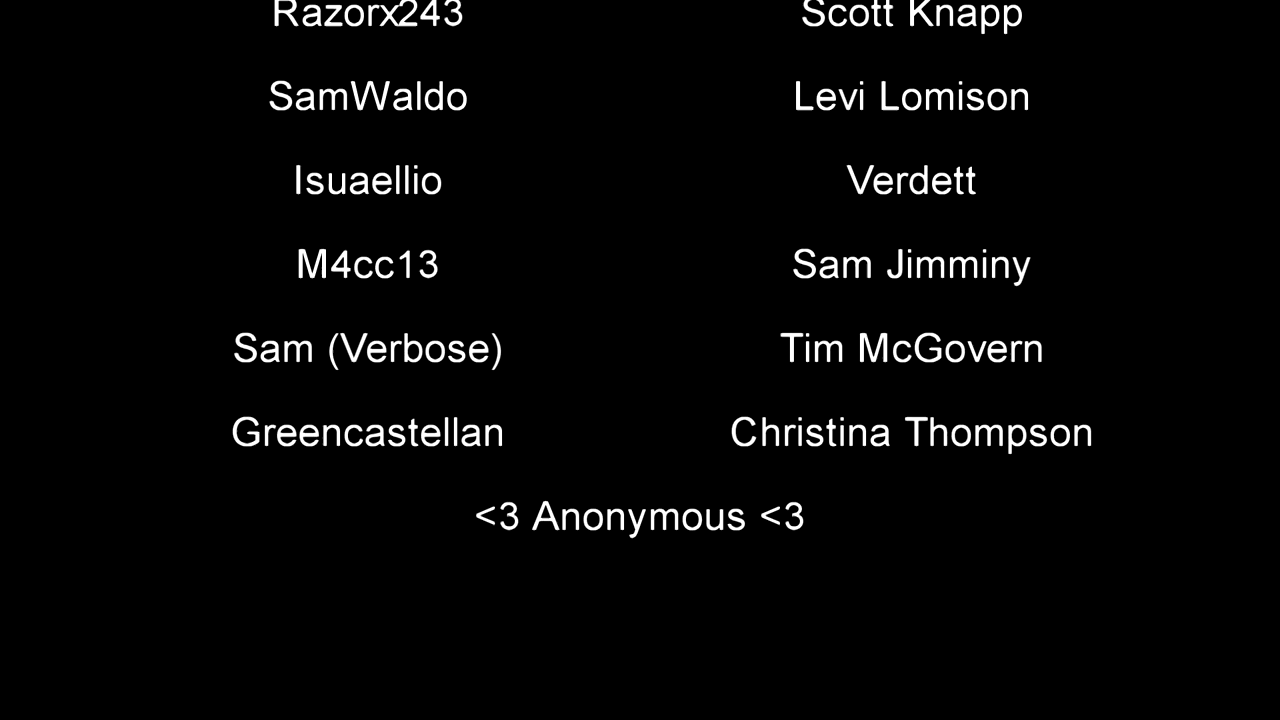 Razorx243 Scott Knapp
SamWaldo Levi Lomison
Isuaellio Verdett
M4cc13 Sam Jimminy
Sam (Verbose) Tim McGovern
Greencastellan Christina Thompson
<3 Anonymous <3